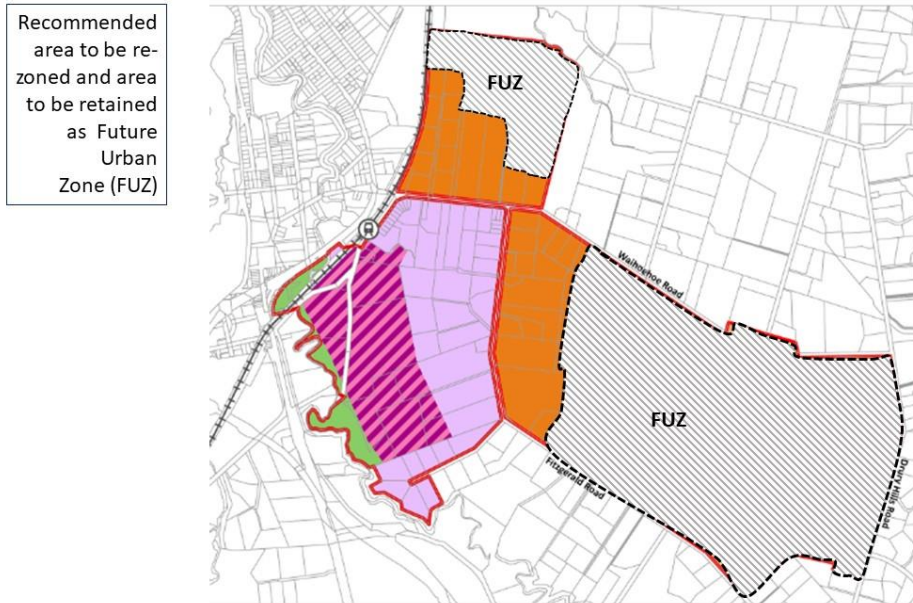 Recommended
area to be re-
zoned and area
to be retained
as Future
Urban
Zone (FUZ)
FUZ
Waihoehoe Road
FUZ
Fitzgerald Road
Drury Hills Road